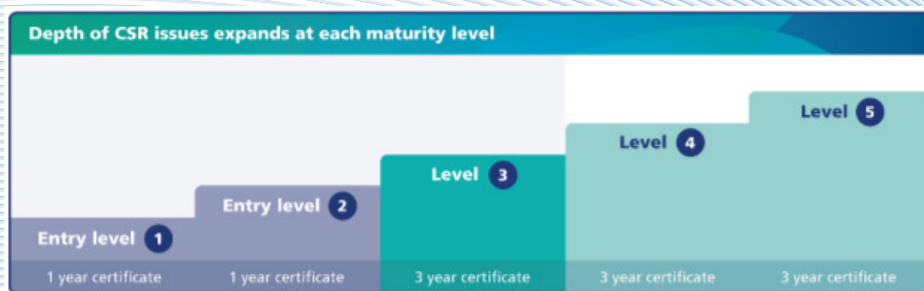 Depth of CSR issues expands at each maturity level
Level 5
Level 4
Level 3
Entry level 2
Entry level 1
1 year certificate
1 year certificate
3 year certificate
3 year certificate
3 year certificate